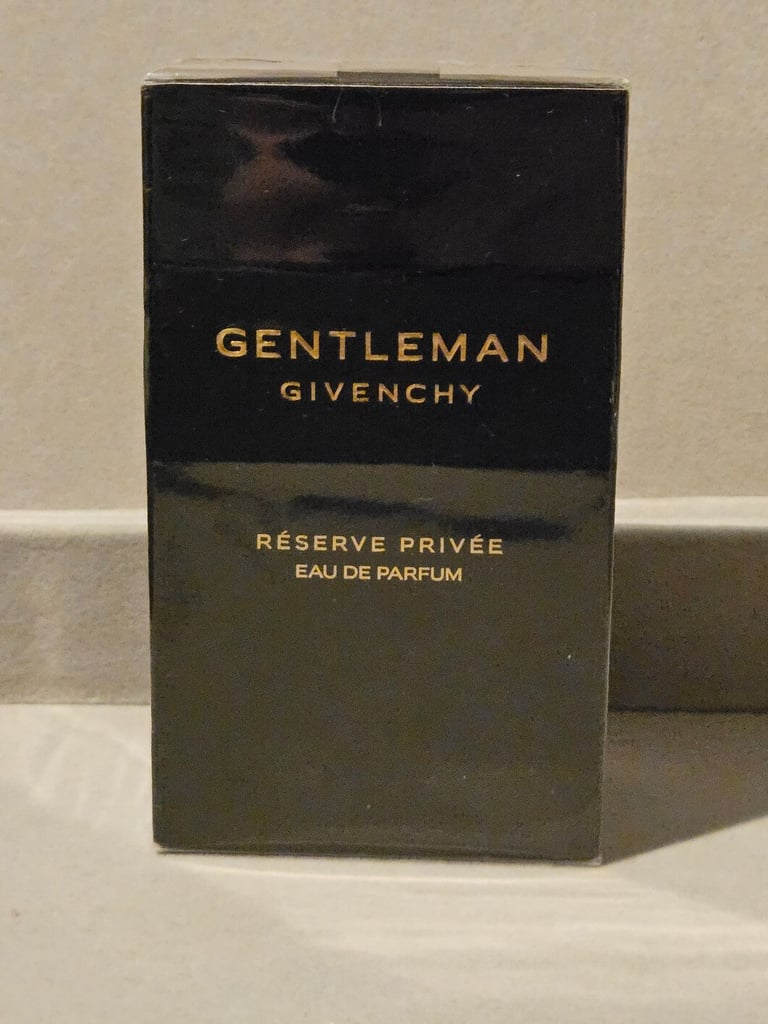 GENTLEMAN
GIVENCHY
RÉSERVE PRIVÉE
EAU DE PARFUM